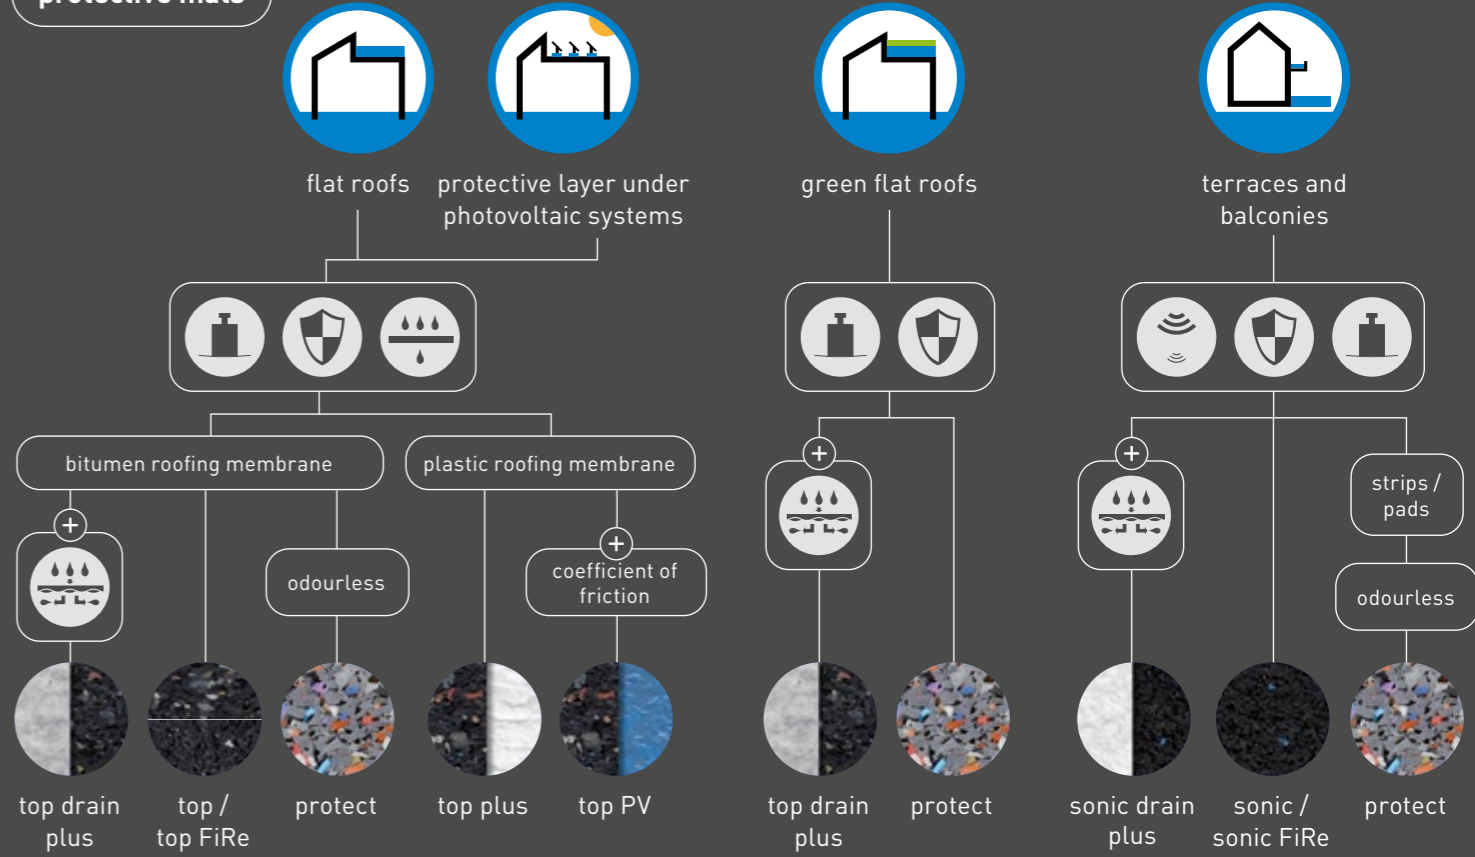 protective mats
flat roofs
protective layer under
photovoltaic systems
green flat roofs
terraces and
balconies
bitumen roofing membrane
plastic roofing membrane
+
+
+
+
strips /
pads
odourless
coefficient of
friction
odourless
top drain
plus
top /
top FiRe
protect
top plus
top PV
top drain
plus
protect
sonic drain
plus
sonic /
sonic FiRe
protect